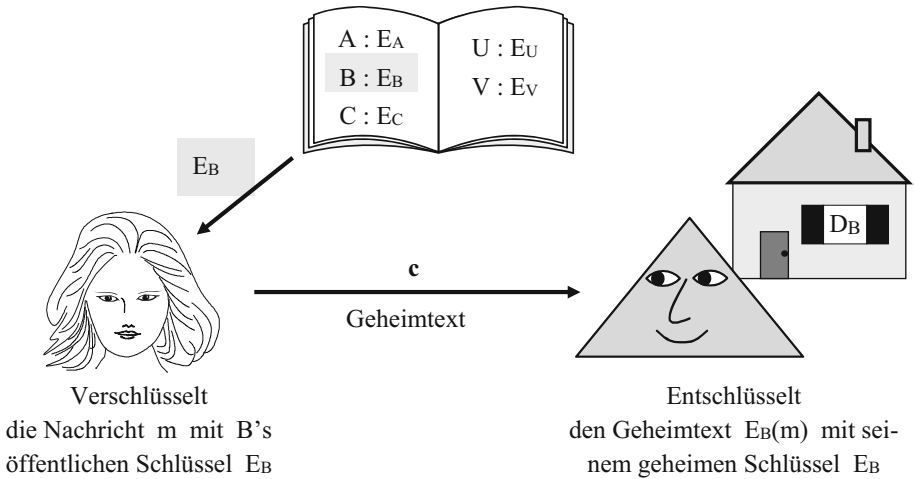 A : EA
B : EB
C : EC
U : EU
V : EV
EB
DB
c
Geheimtext
Verschlüsselt
die Nachricht m mit B's
öffentlichen Schlüssel EB
Entschlüsselt
den Geheimtext EB(m) mit sei-
nem geheimen Schlüssel EB